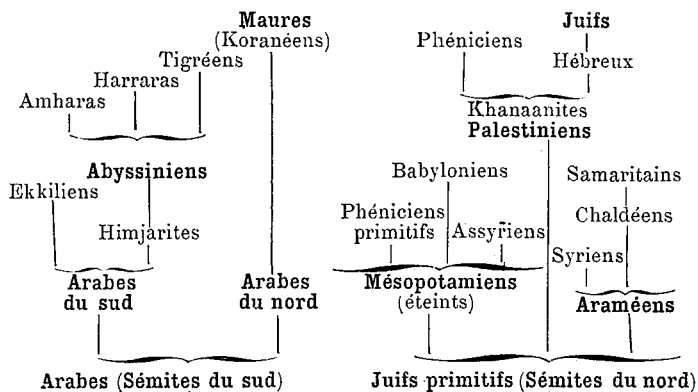 Maures
(Koranéens)
Tigréens
Harraras
Amharas
Abyssiniens
Ekkiliens
Himjarites
Arabes
du sud
Arabes
du nord
Arabes (Sémites du sud)
Juifs
Phéniciens
Hébreux
Khanaanites
Palestiniens
Babyloniens
Samaritains
Phéniciens
primitifs
Assyriens
Chaldéens
Syriens
Mésopotamiens
(éteints)
Araméens
Juifs primitifs (Sémites du nord)